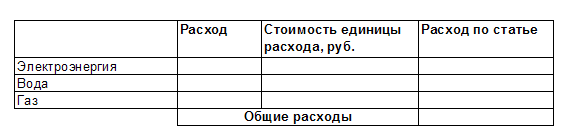 Расход Стоимость единицы Расход по статье
расхода, руб.
Электроэнергия
Вода
Газ
Общие расходы